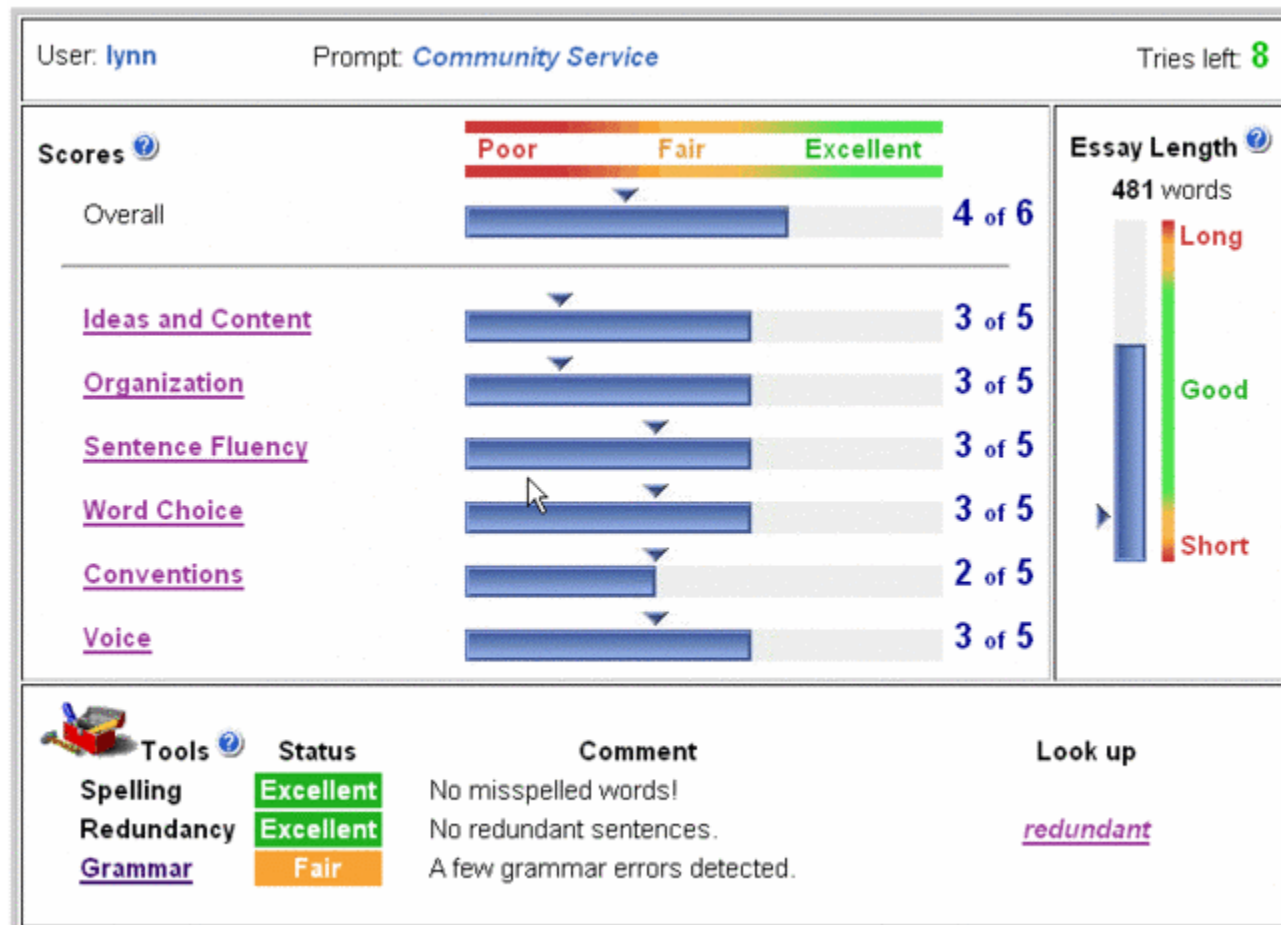 User: lynn Prompt: Community Service Tries left: 8
Scores Poor Fair Excellent
Overall 4 of 6
Ideas and Content 3 of 5
Organization 3 of 5
Sentence Fluency 3 of 5
Word Choice 3 of 5
Conventions 2 of 5
Voice 3 of 5
Essay Length
481 words
Long
Good
Short
Tools Status Comment Look up
Spelling Excellent No misspelled words!
Redundancy Excellent No redundant sentences. redundant
Grammar Fair A few grammar errors detected.